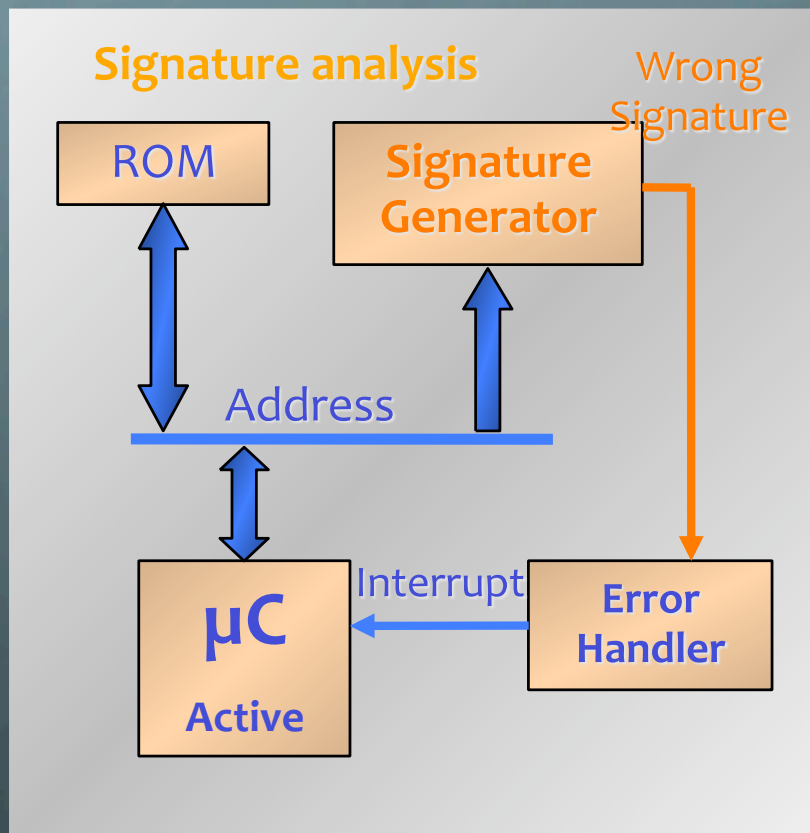 Signature analysis
Wrong
Signature
ROM
Signature
Generator
Address
Interrupt
Error
Handler
μC
Active